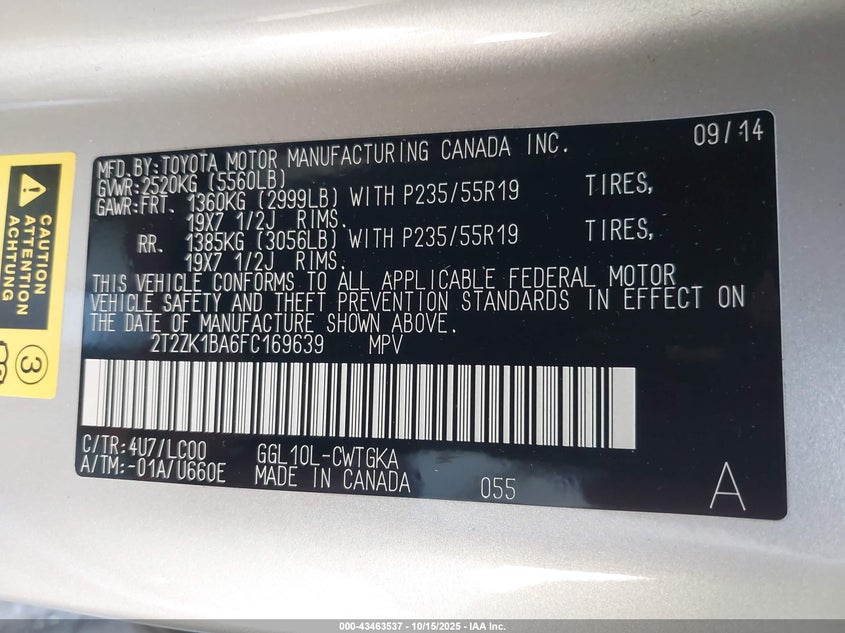 MFD. BY: TOYOTA MOTOR MANUFACTURING CANADA INC. 09/14
GVWR: 2520KG (5560LB)
GAWR: FRT. 1360KG (2999LB) WITH P235/55R19 TIRES,
19X7 1/2J RIMS.
RR. 1385KG (3056LB) WITH P235/55R19 TIRES,
19X7 1/2J RIMS.
THIS VEHICLE CONFORMS TO ALL APPLICABLE FEDERAL MOTOR
VEHICLE SAFETY AND THEFT PREVENTION STANDARDS IN EFFECT ON
THE DATE OF MANUFACTURE SHOWN ABOVE.
2T2ZK1BA6FC169639 MPV
C/TR: 4U7/LC00 GGL10L-CWTGKA
A/TM: -01A/U660E MADE IN CANADA 055 A
CAUTION
ATTENTION
ACHTUNG
3
000-43463537 - 10/15/2025 - IAA Inc.